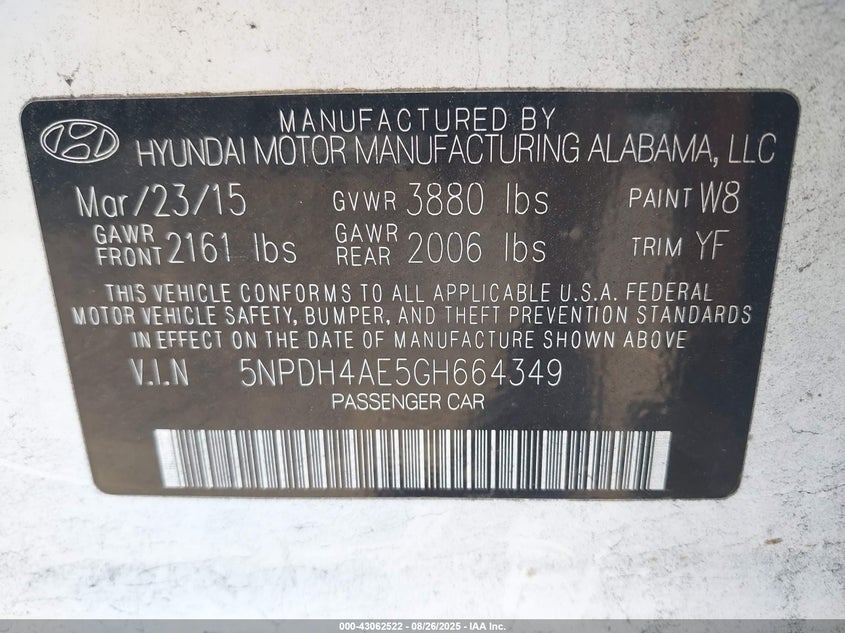 MANUFACTURED BY
HYUNDAI MOTOR MANUFACTURING ALABAMA, LLC
Mar/23/15 GVWR 3880 lbs PAINT W8
GAWR FRONT 2161 lbs GAWR REAR 2006 lbs TRIM YF
THIS VEHICLE CONFORMS TO ALL APPLICABLE U.S.A. FEDERAL
MOTOR VEHICLE SAFETY, BUMPER, AND THEFT PREVENTION STANDARDS
IN EFFECT ON THE DATE OF MANUFACTURE SHOWN ABOVE
V.I.N 5NPDH4AE5GH664349
PASSENGER CAR
000-43062522 - 08/26/2025 - IAA Inc.